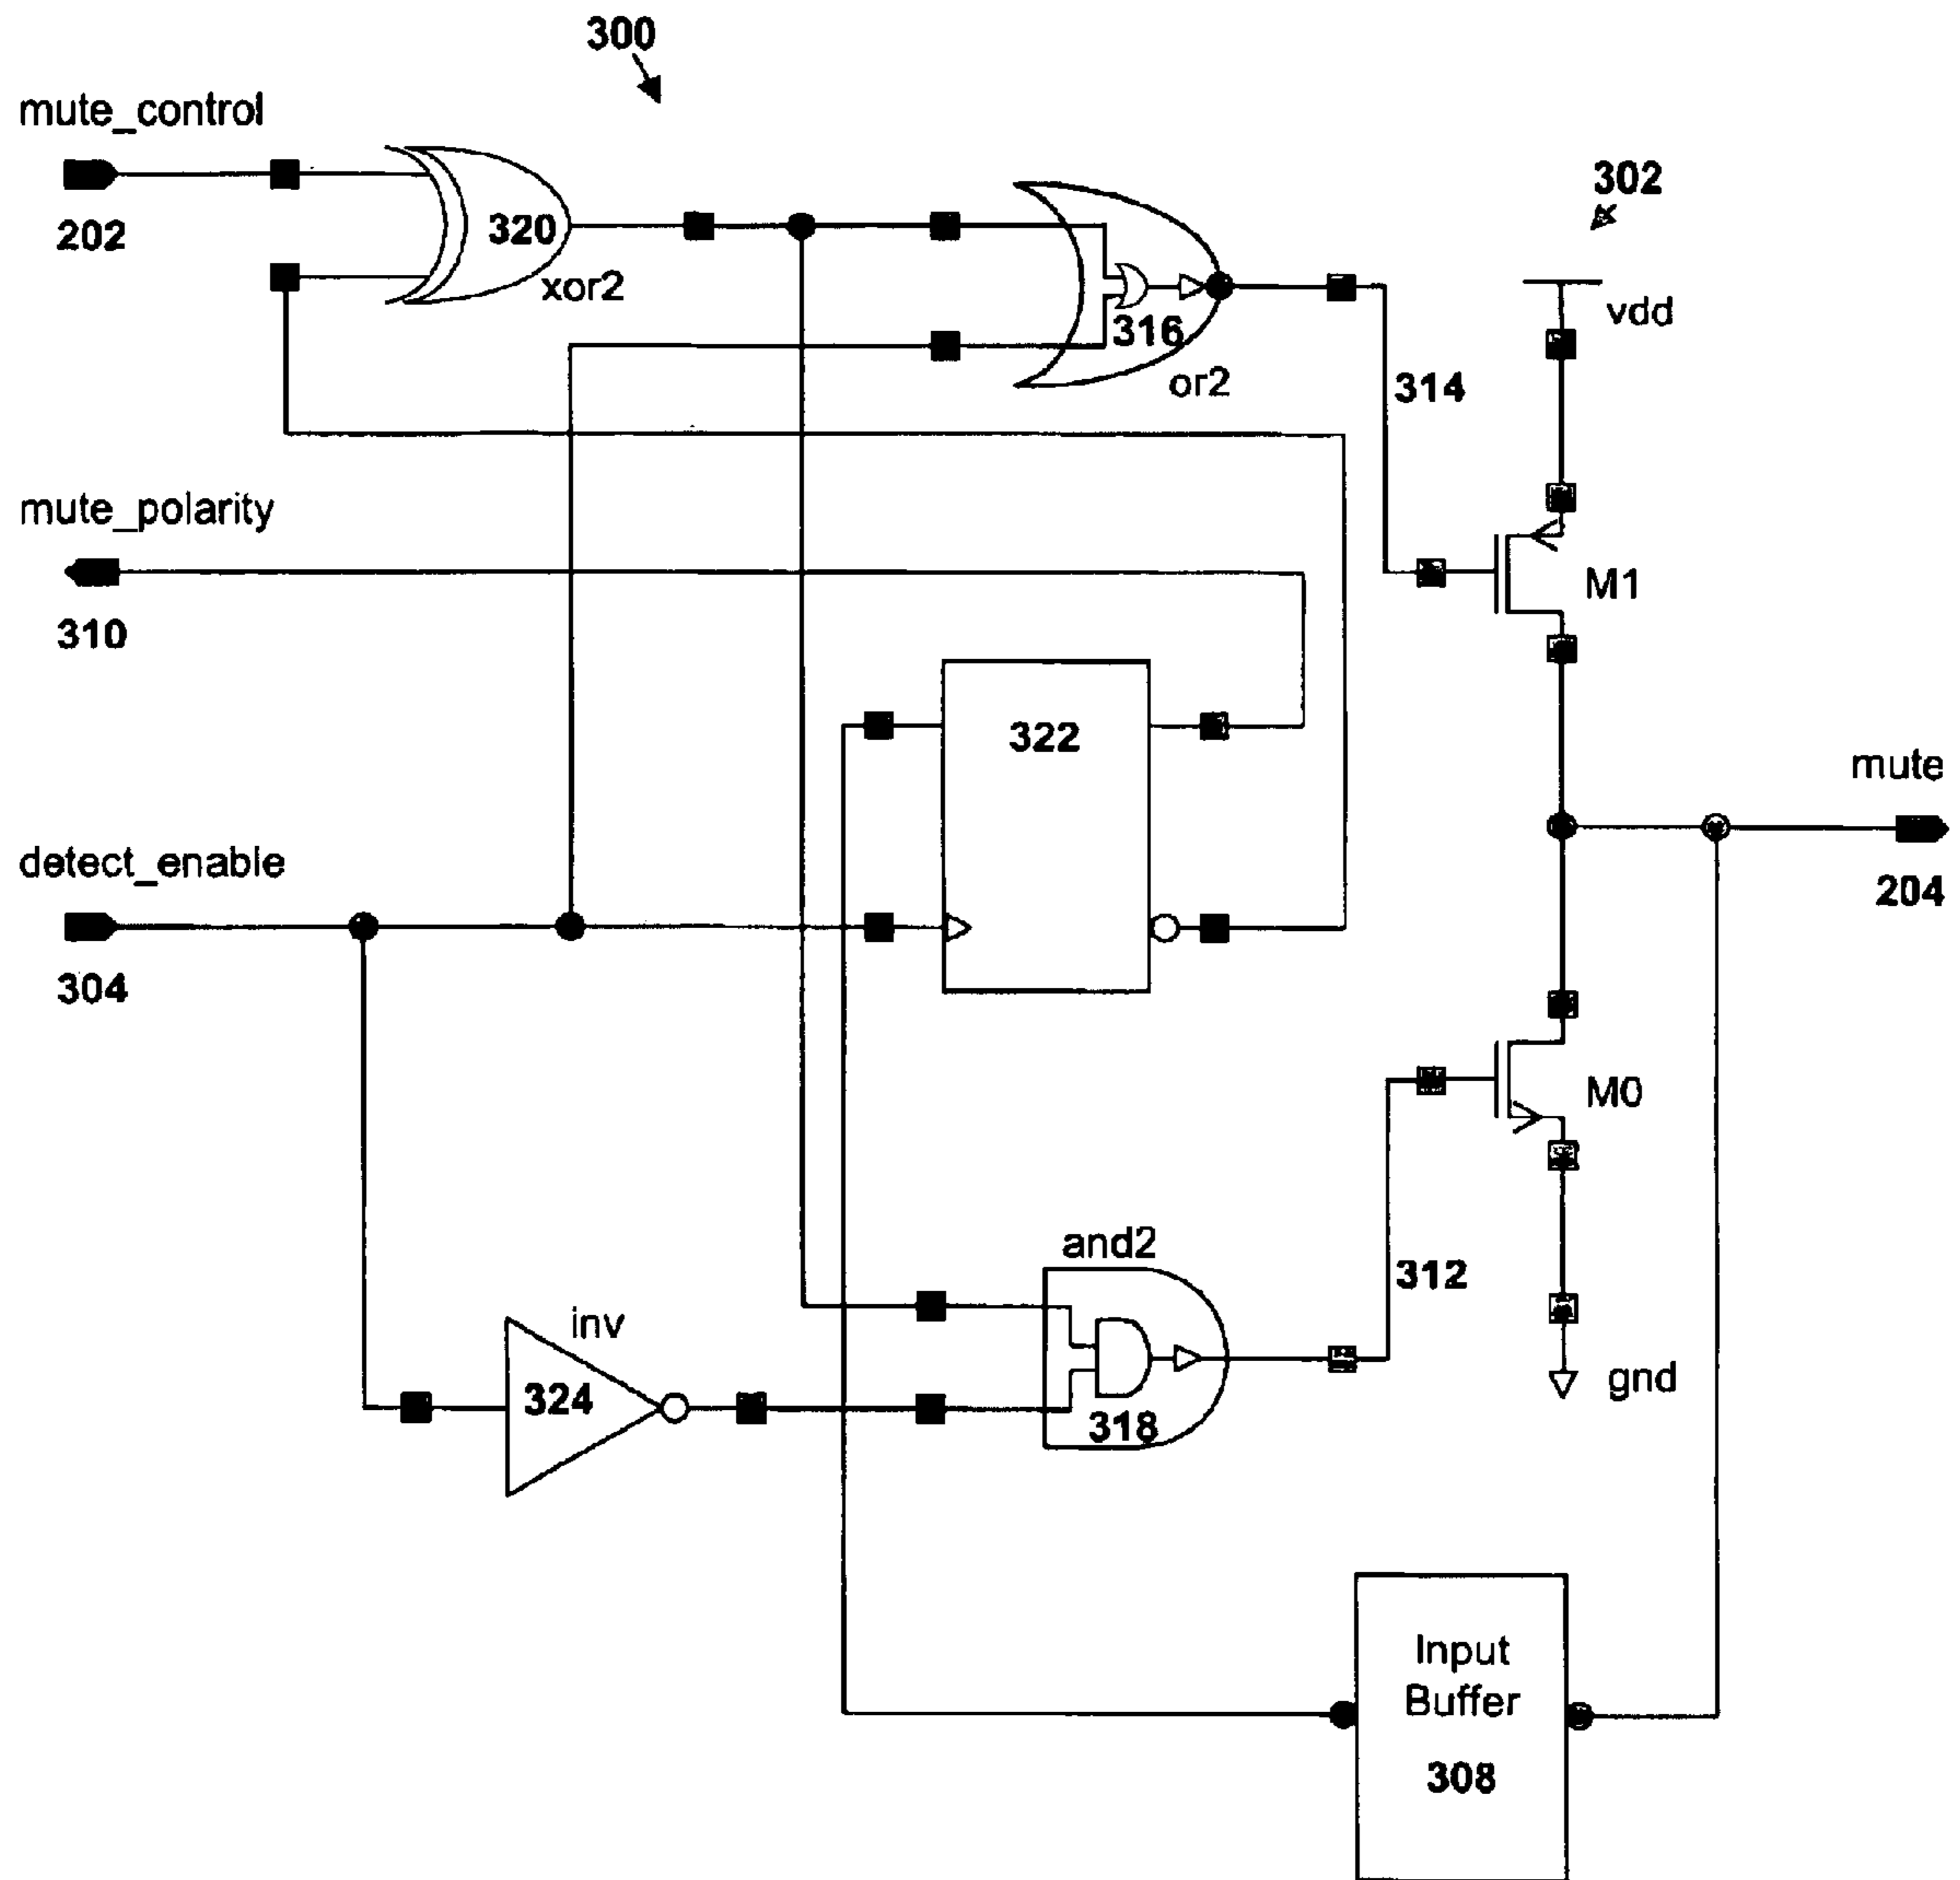 300
mute_control
202
320
xor2
302
316
or2
vdd
314
mute_polarity
310
M1
322
mute
204
detect_enable
304
M0
and2
312
inv
324
318
gnd
Input
Buffer
308